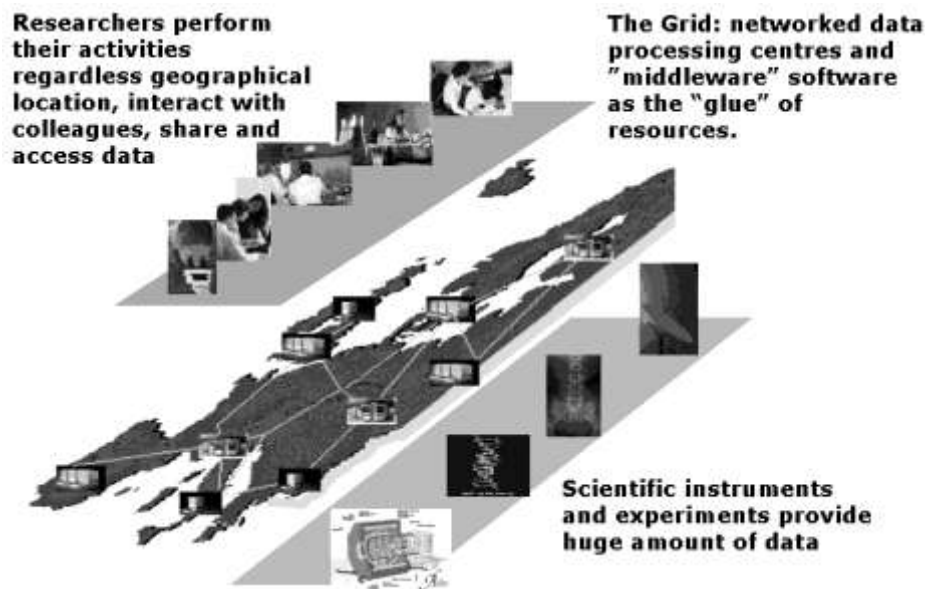 Researchers perform
their activities
regardless geographical
location, interact with
colleagues, share and
access data
The Grid: networked data
processing centres and
"middleware" software
as the "glue" of
resources.
Scientific instruments
and experiments provide
huge amount of data